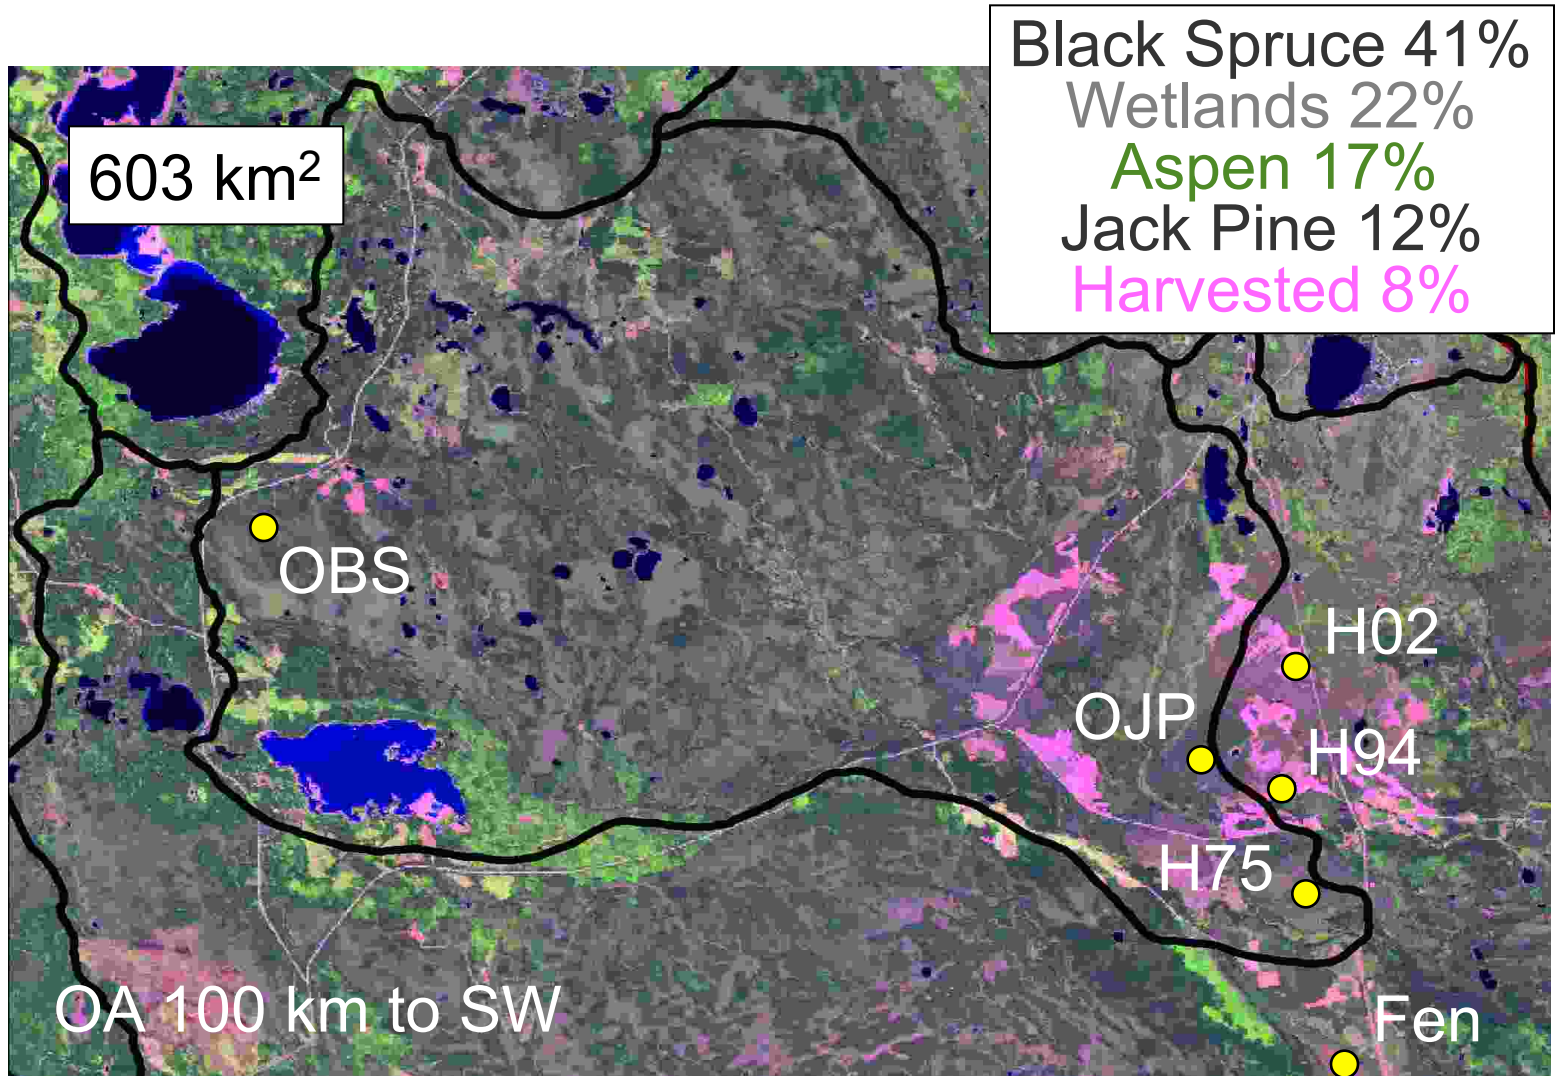 Black Spruce 41%
Wetlands 22%
Aspen 17%
Jack Pine 12%
Harvested 8%
603 km²
OBS
H02
OJP
H94
H75
OA 100 km to SW
Fen